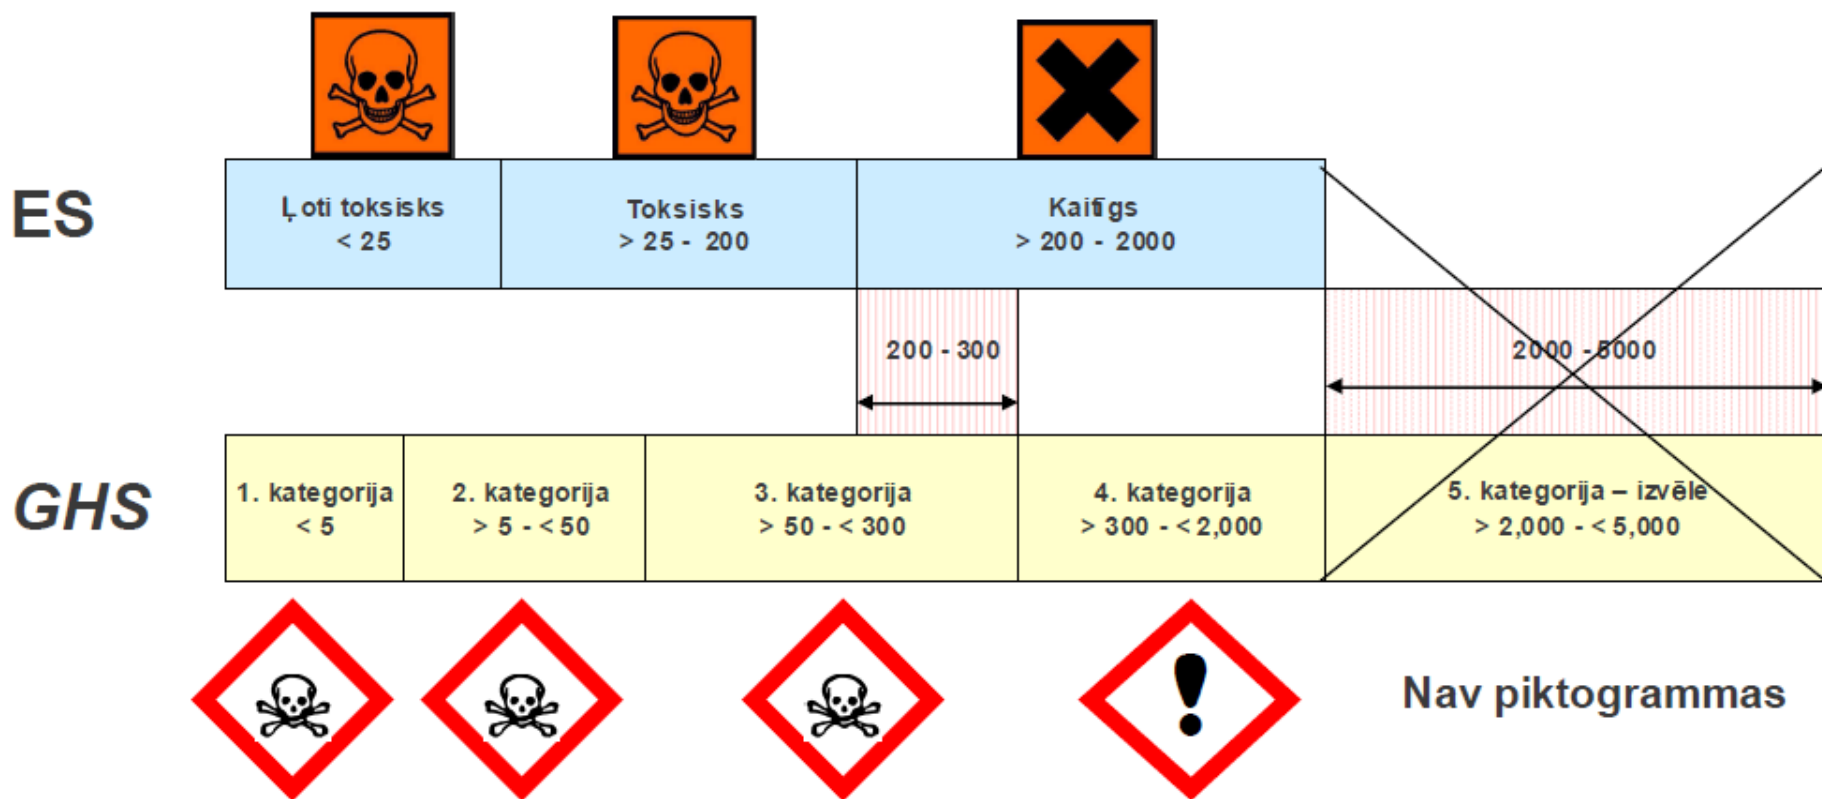 ES
Ļoti toksisks
< 25
Toksisks
> 25 - 200
Kaitīgs
> 200 - 2000
200 - 300
2000 - 5000
GHS
1. kategorija
< 5
2. kategorija
> 5 - < 50
3. kategorija
> 50 - < 300
4. kategorija
> 300 - < 2,000
5. kategorija – izvēle
> 2,000 - < 5,000
Nav piktogrammas